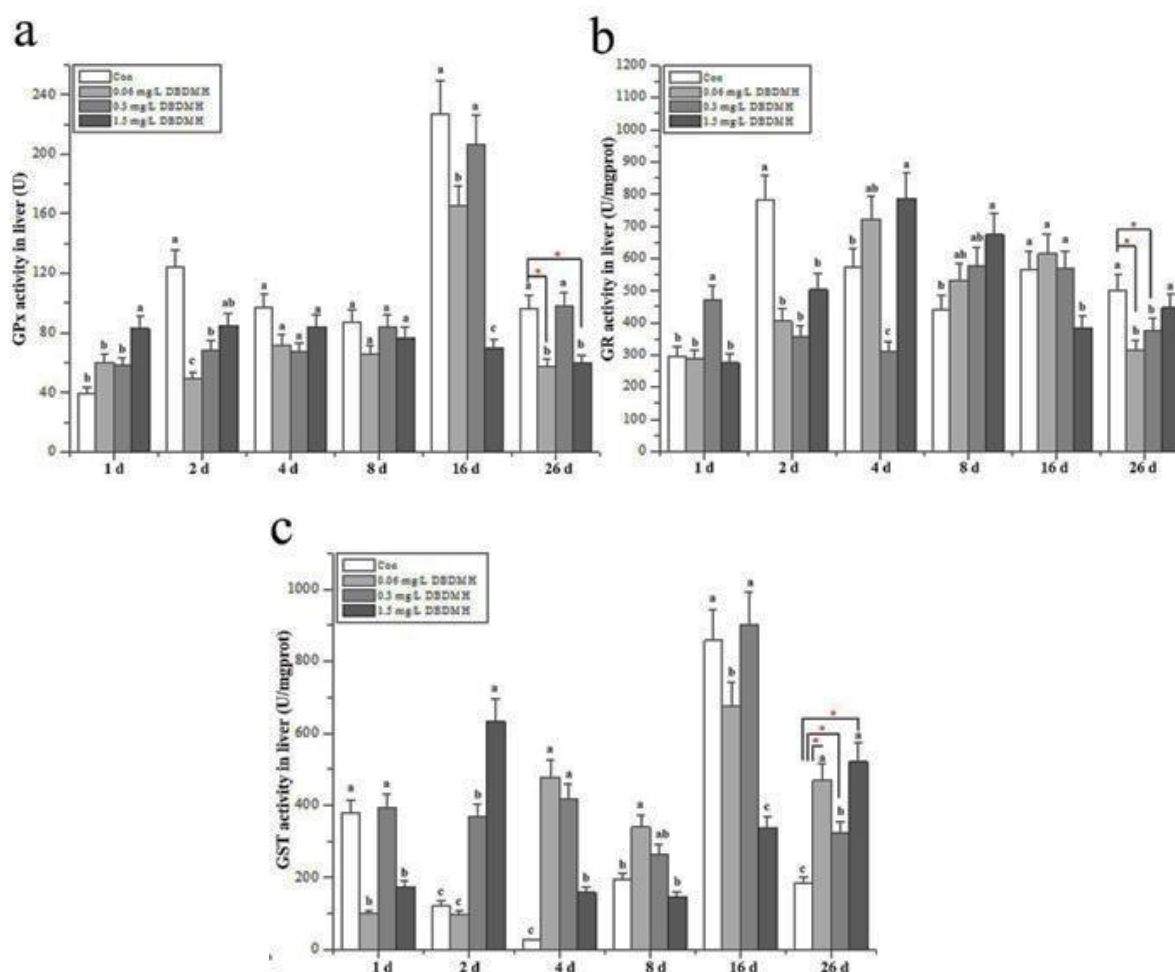 a
GPx activity in liver (U)
Con
0.06 mg/L DBDMH
0.3 mg/L DBDMH
1.5 mg/L DBDMH
240
200
160
120
80
40
0
b b b a
a c b ab
a a a a
a a a a
a b a c
a b a b
* *
1 d 2 d 4 d 8 d 16 d 26 d
b
GR activity in liver (U/mgprot)
Con
0.06 mg/L DBDMH
0.3 mg/L DBDMH
1.5 mg/L DBDMH
1200
1100
1000
900
800
700
600
500
400
300
200
100
0
b b a b
a b b b
b ab c a
b ab ab a
a a a b
a b b a
* *
1 d 2 d 4 d 8 d 16 d 26 d
c
GST activity in liver (U/mgprot)
Con
0.06 mg/L DBDMH
0.3 mg/L DBDMH
1.5 mg/L DBDMH
1000
800
600
400
200
0
a b a b
c c b a
c a a b
b a ab b
a b a c
c a b a
* * *
1 d 2 d 4 d 8 d 16 d 26 d